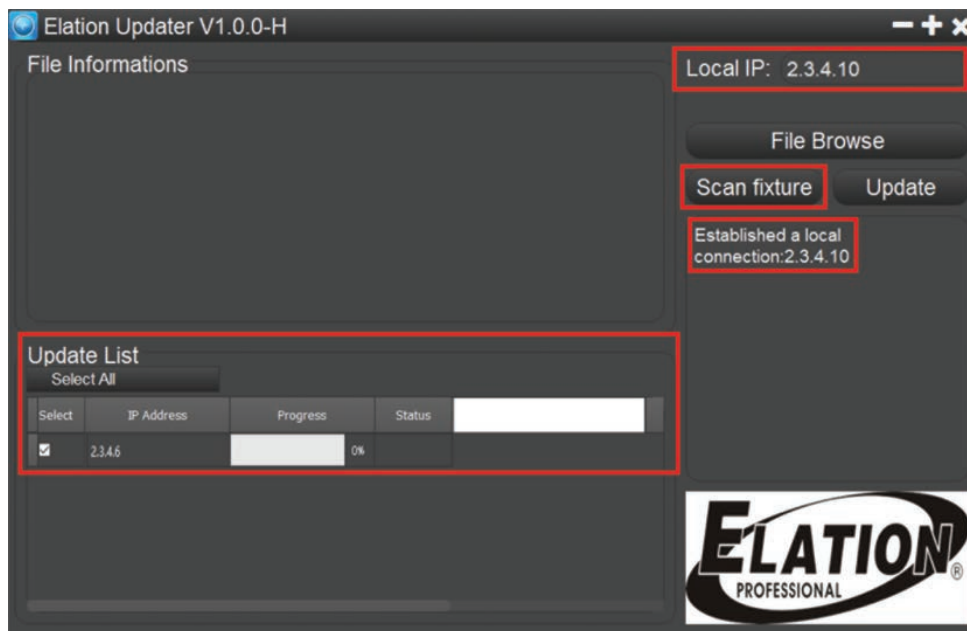 Elation Updater V1.0.0-H
File Informations
Local IP: 2.3.4.10
File Browse
Scan fixture
Update
Established a local
connection:2.3.4.10
Update List
Select All
Select IP Address Progress Status
2.3.4.6 0%
ELATION®
PROFESSIONAL